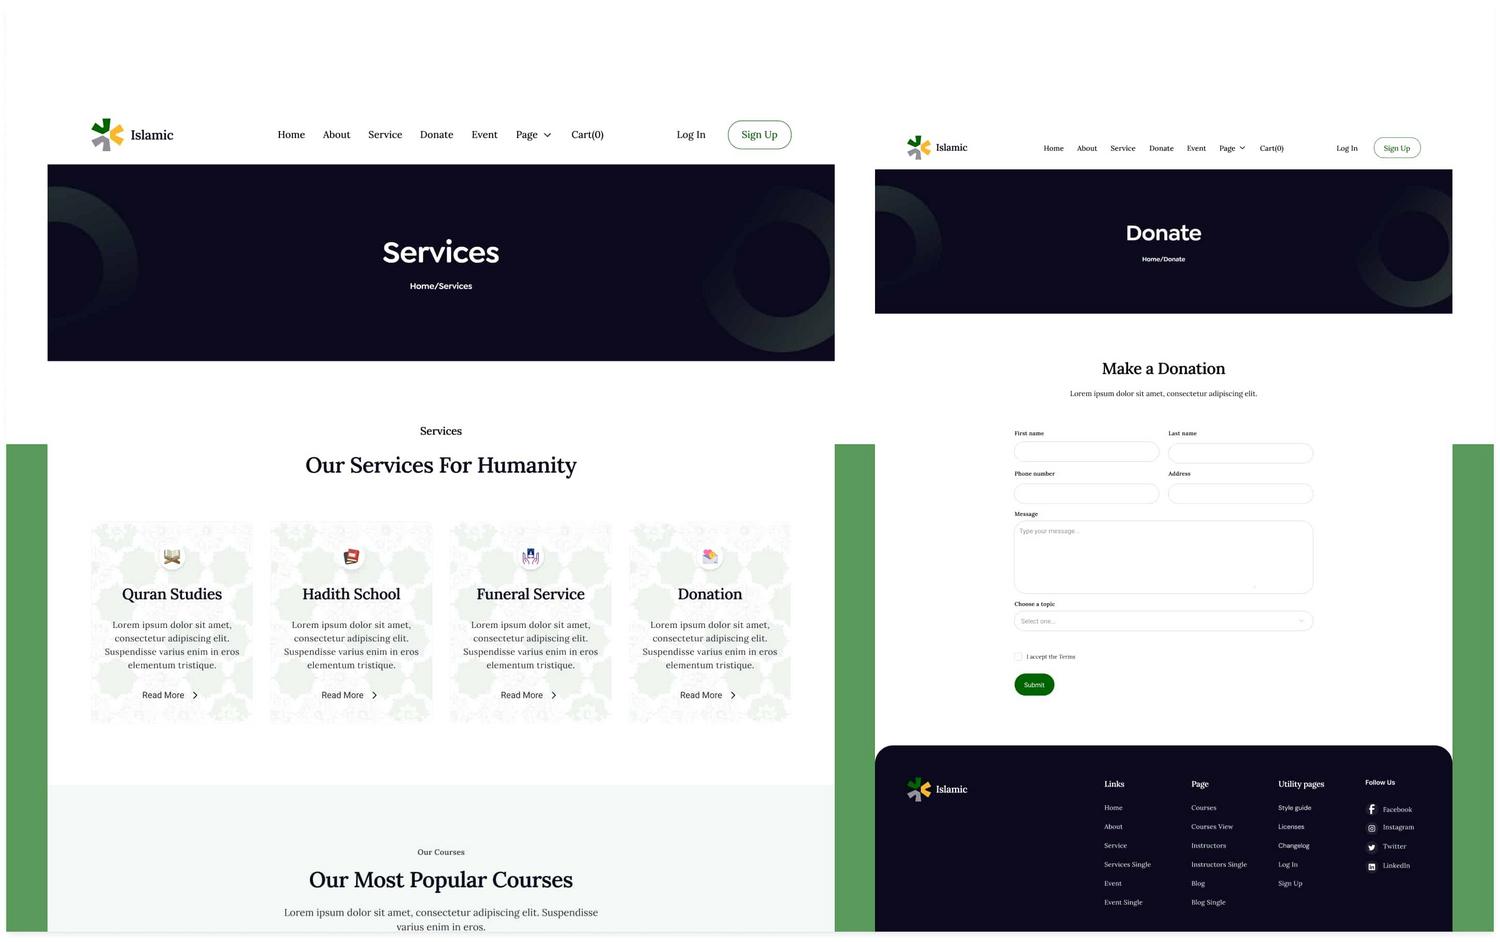 Islamic
Home About Service Donate Event Page Cart(0)
Log In Sign Up
Services
Home/Services
Services
Our Services For Humanity
Quran Studies
Lorem ipsum dolor sit amet,
consectetur adipiscing elit.
Suspendisse varius enim in eros
elementum tristique.
Read More
Hadith School
Lorem ipsum dolor sit amet,
consectetur adipiscing elit.
Suspendisse varius enim in eros
elementum tristique.
Read More
Funeral Service
Lorem ipsum dolor sit amet,
consectetur adipiscing elit.
Suspendisse varius enim in eros
elementum tristique.
Read More
Donation
Lorem ipsum dolor sit amet,
consectetur adipiscing elit.
Suspendisse varius enim in eros
elementum tristique.
Read More
Our Courses
Our Most Popular Courses
Lorem ipsum dolor sit amet, consectetur adipiscing elit. Suspendisse
varius enim in eros.
Islamic
Home About Service Donate Event Page Cart(0)
Log In Sign Up
Donate
Home/Donate
Make a Donation
Lorem ipsum dolor sit amet, consectetur adipiscing elit.
First name
Last name
Phone number
Address
Message
Type your message...
Choose a topic
Select one...
I accept the Terms
Submit
Islamic
Links
Home
About
Service
Services Single
Event
Event Single
Page
Courses
Courses View
Instructors
Instructors Single
Blog
Blog Single
Utility pages
Style guide
Licenses
Changelog
Log In
Sign Up
Follow Us
Facebook
Instagram
Twitter
LinkedIn